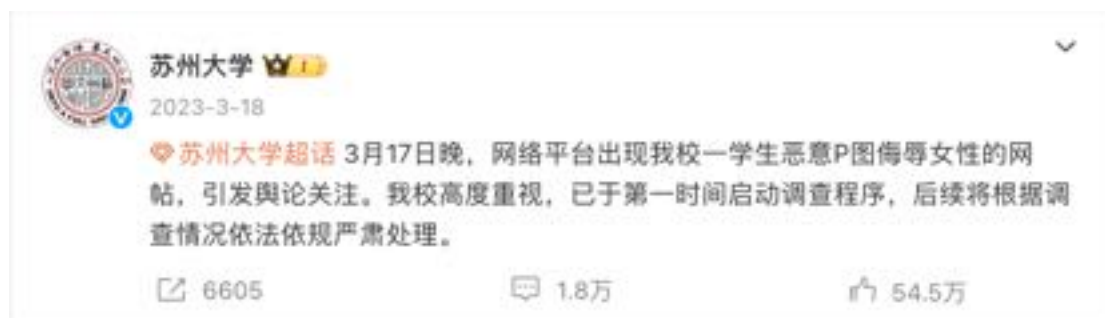 苏州大学
2023-3-18
苏州大学超话 3月17日晚，网络平台出现我校一学生恶意P图侮辱女性的网
帖，引发舆论关注。我校高度重视，已于第一时间启动调查程序，后续将根据调
查情况依法依规严肃处理。
6605 1.8万 54.5万